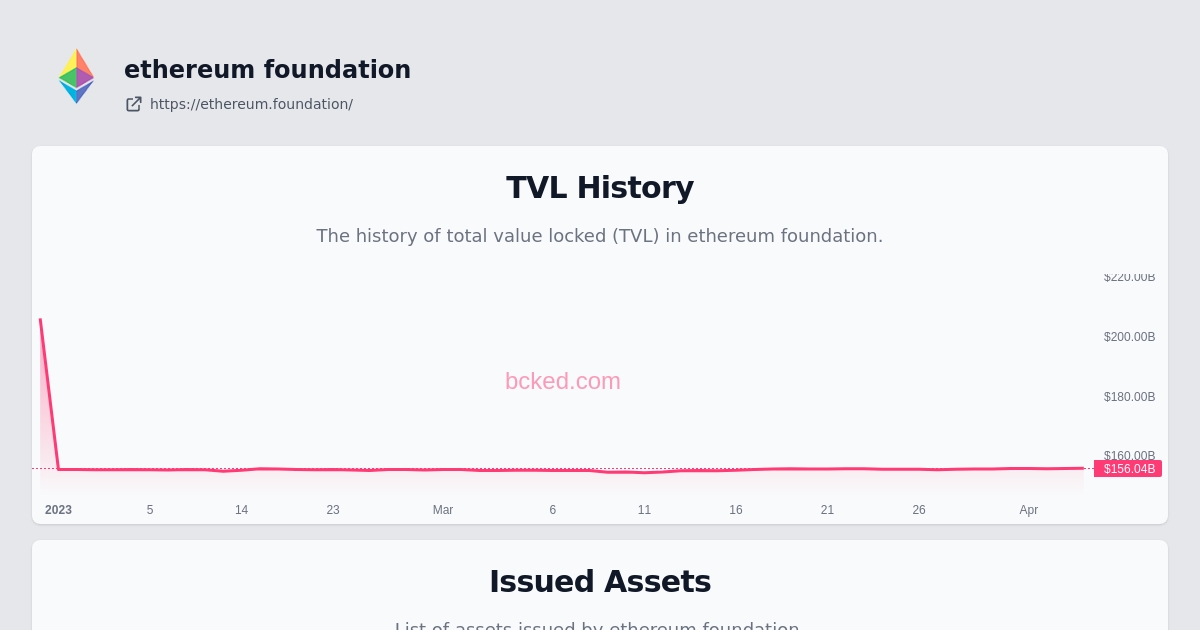 ethereum foundation
https://ethereum.foundation/
TVL History
The history of total value locked (TVL) in ethereum foundation.
$220.00B
$200.00B
bcked.com
$180.00B
$160.00B
$156.04B
2023 5 14 23 Mar 6 11 16 21 26 Apr
Issued Assets
List of assets issued by ethereum foundation